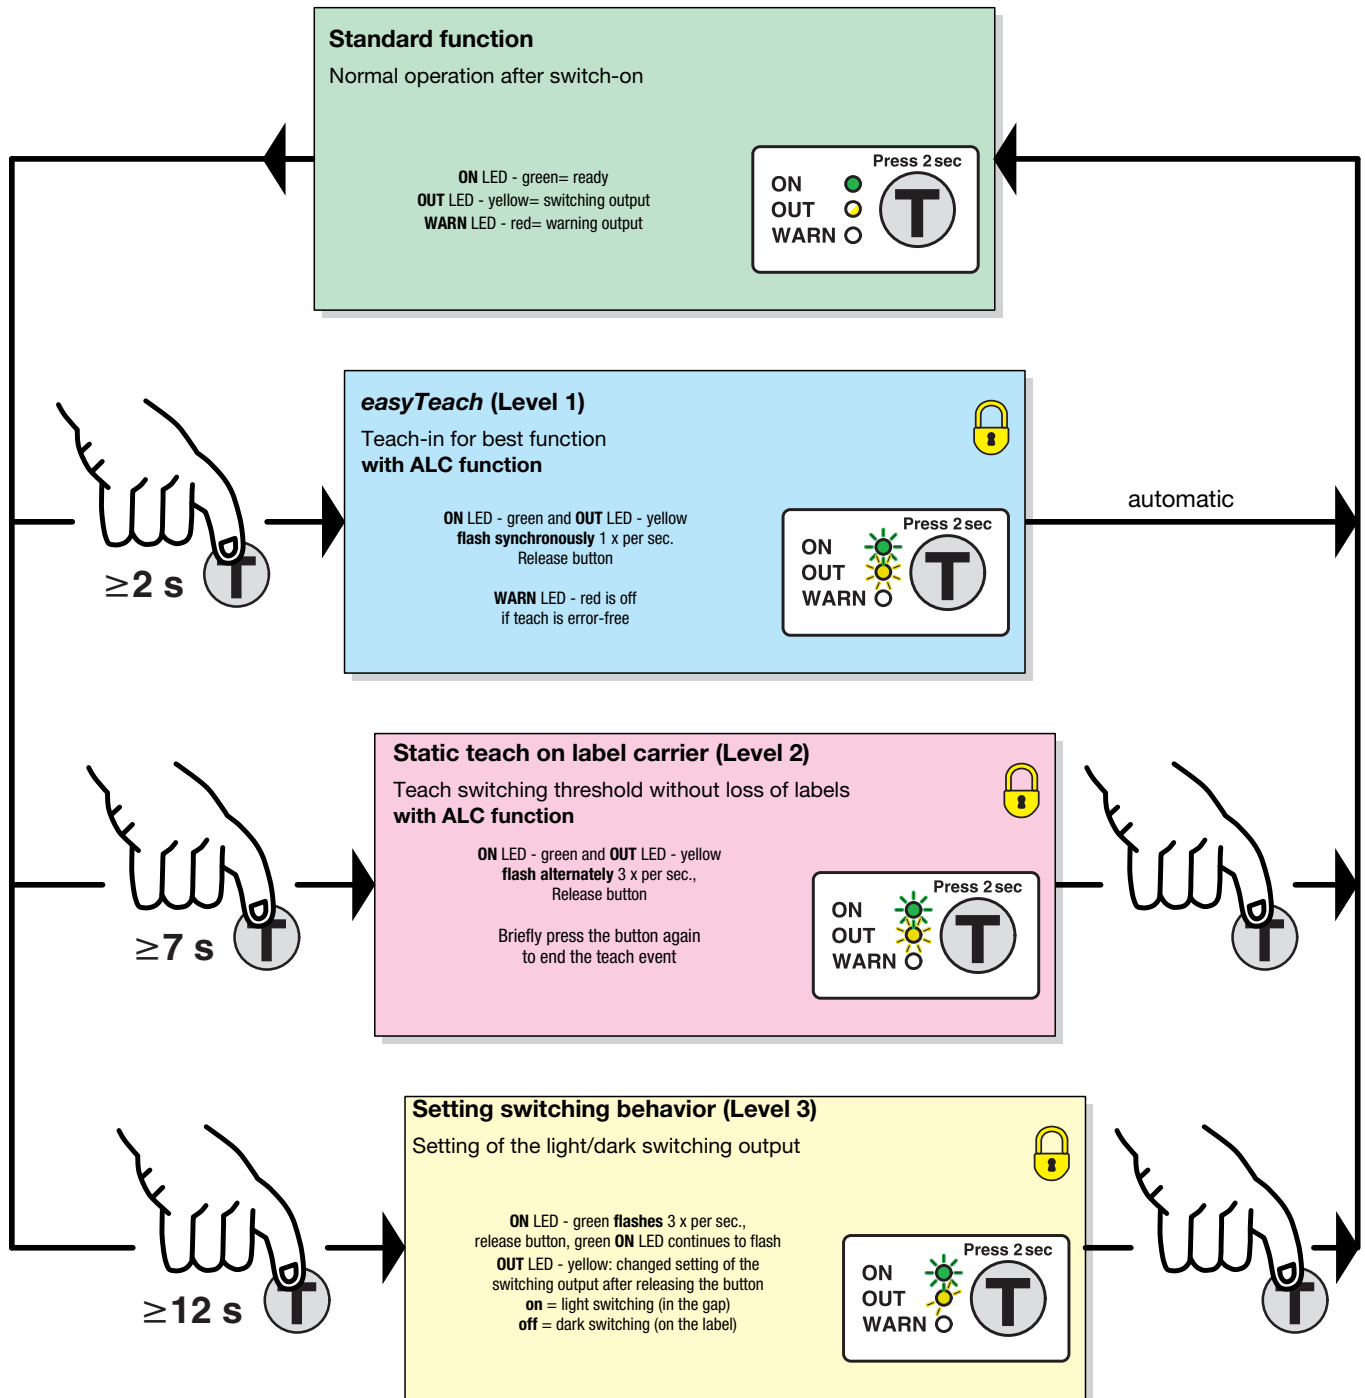 Standard function
Normal operation after switch-on
ON LED - green= ready
OUT LED - yellow= switching output
WARN LED - red= warning output
Press 2 sec
ON
OUT
WARN
T
easyTeach (Level 1)
Teach-in for best function
with ALC function
ON LED - green and OUT LED - yellow
flash synchronously 1 x per sec.
Release button
WARN LED - red is off
if teach is error-free
Press 2 sec
ON
OUT
WARN
T
automatic
≥2 s
T
Static teach on label carrier (Level 2)
Teach switching threshold without loss of labels
with ALC function
ON LED - green and OUT LED - yellow
flash alternately 3 x per sec.,
Release button
Briefly press the button again
to end the teach event
Press 2 sec
ON
OUT
WARN
T
≥7 s
T
T
Setting switching behavior (Level 3)
Setting of the light/dark switching output
ON LED - green flashes 3 x per sec.,
release button, green ON LED continues to flash
OUT LED - yellow: changed setting of the
switching output after releasing the button
on = light switching (in the gap)
off = dark switching (on the label)
Press 2 sec
ON
OUT
WARN
T
≥12 s
T
T